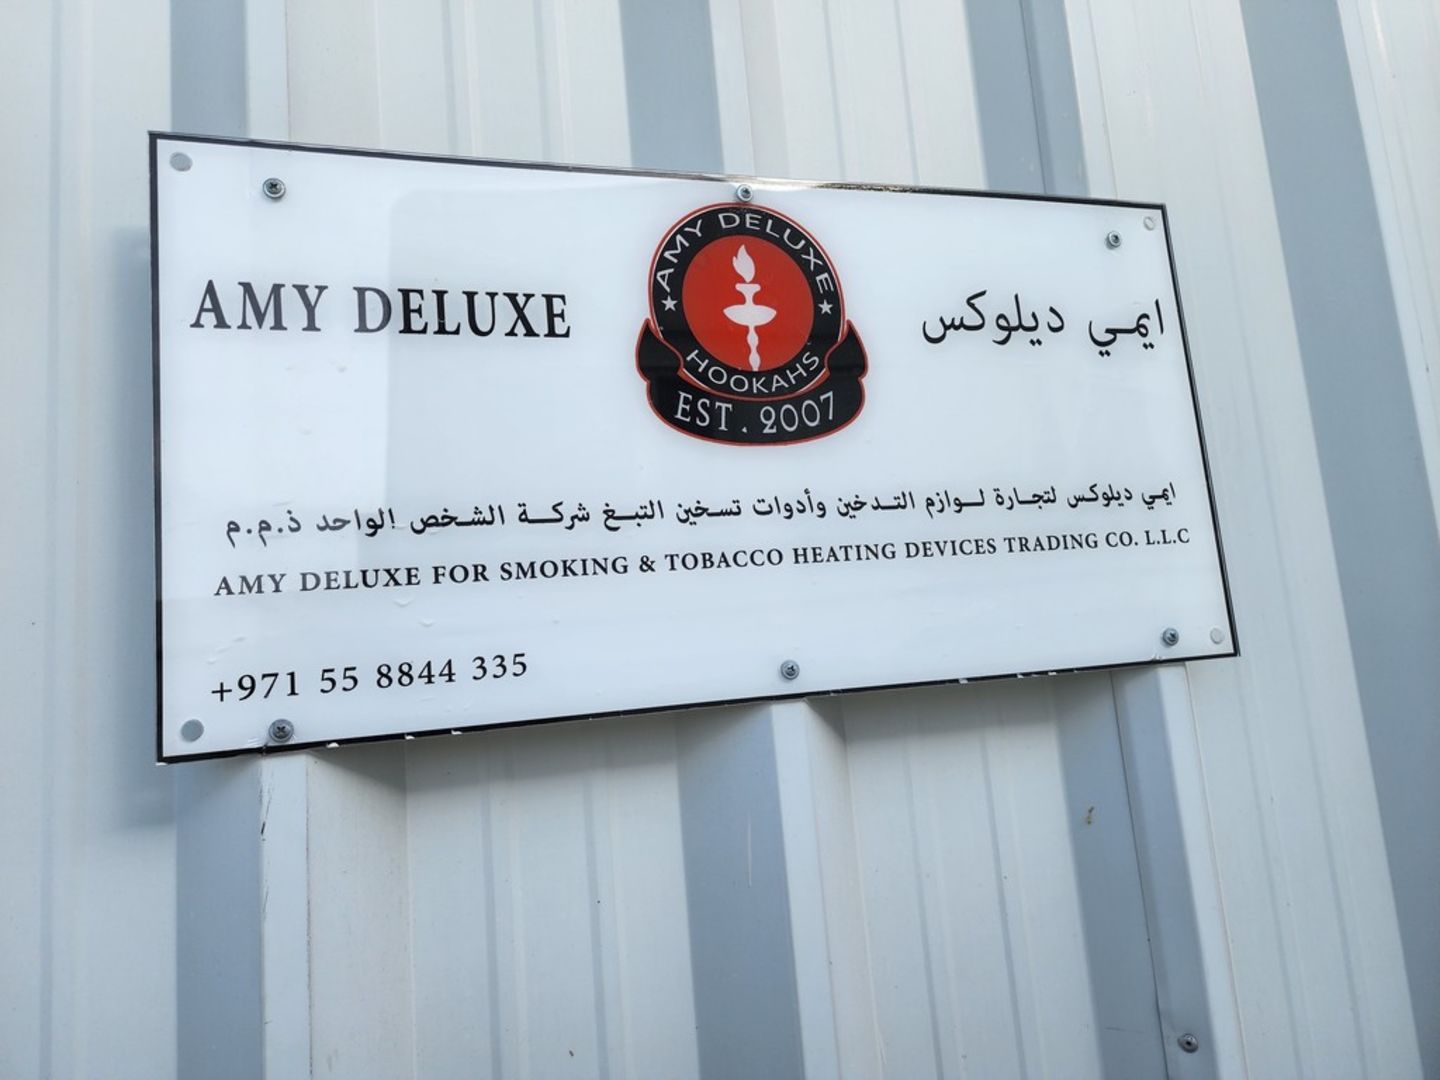 AMY DELUXE
AMY DELUXE
HOOKAHS
EST. 2007
ايمي ديلوكس
ايمي ديلوكس لتجارة لوازم التدخين وأدوات تسخين التبغ شركة الشخص الواحد ذ.م.م
AMY DELUXE FOR SMOKING & TOBACCO HEATING DEVICES TRADING CO. L.L.C
+971 55 8844 335